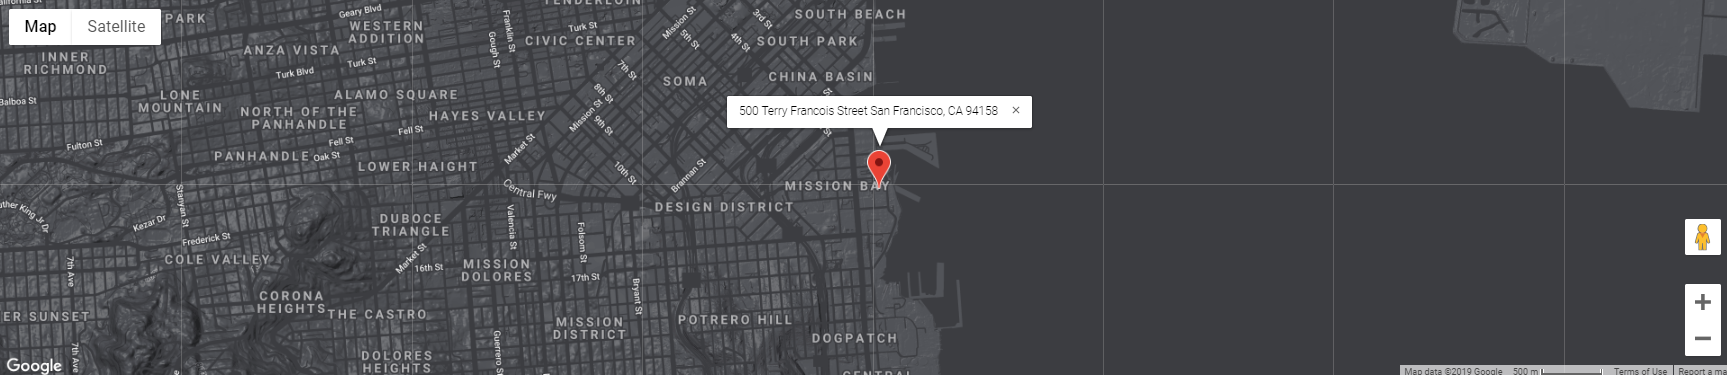 Map Satellite
PARK
Geary Blvd
TENDERLOIN
Mission St
3rd St
SOUTH BEACH
Franklin St
Turk St
WESTERN
ADDITION
Gough St
CIVIC CENTER
5th St
4th St
SOUTH PARK
ANZA VISTA
INNER
RICHMOND
Turk Blvd
Turk St
7th St
SOMA
CHINA BASIN
Balboa St
LONE
MOUNTAIN
ALAMO SQUARE
8th St
500 Terry Francois Street San Francisco, CA 94158 ×
NORTH OF THE
PANHANDLE
HAYES VALLEY
Mission St
9th St
Fell St
Fulton St
Fell St
PANHANDLE
Oak St
LOWER HAIGHT
Market St
10th St
Brannan St
MISSION BAY
Central Fwy
Stanyan St
DESIGN DISTRICT
Kezar Dr
DUBOCE
TRIANGLE
Valencia St
Folsom St
Frederick St
COLE VALLEY
Market St
16th St
MISSION
DOLORES
17th St
7th Ave
Bryant St
CORONA
HEIGHTS
THE CASTRO
MISSION
DISTRICT
POTRERO HILL
DOGPATCH
7th Ave
DOLORES
HEIGHTS
Guerrero St
CENTRAL
Google
Map data ©2019 Google 500 m Terms of Use Report a ma